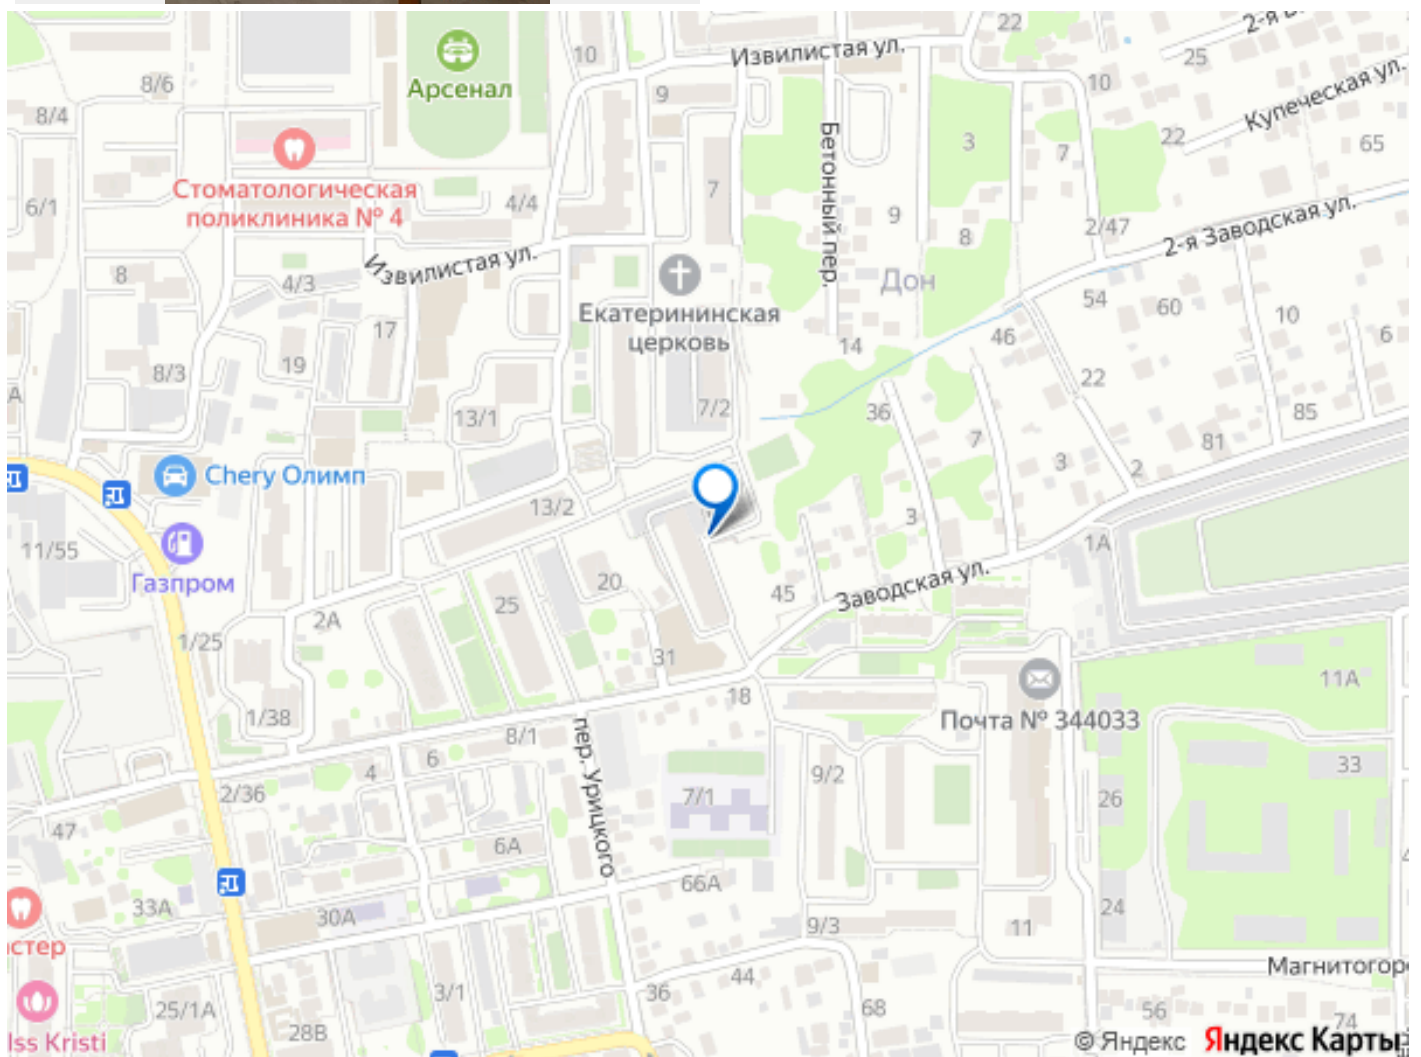 22
2-я
Извилистая ул.
10
25
8/6
Арсенал
9
10
Купеческая ул.
8/4
Бетонный пер.
3
7
22
65
Стоматологическая
поликлиника № 4
7
6/1
4/4
9
8
2/47
2-я Заводская ул.
Извилистая ул.
8
4/3
Дон
54
60
10
Екатерининская
церковь
17
46
6
14
19
8/3
22
А
13/1
7/2
36
85
7
81
Chery Олимп
3
2
13/2
3
11/55
1А
Газпром
20
45
Заводская ул.
25
2А
1/25
31
11А
18
Почта № 344033
1/38
8/1
пер. Урицкого
6
4
9/2
33
2/36
7/1
26
47
6А
66А
33А
30А
24
9/3
11
стер
Магнитогор
44
3/1
36
25/1А
68
56
74
28В
Iss Kristi
© Яндекс Яндекс Карты